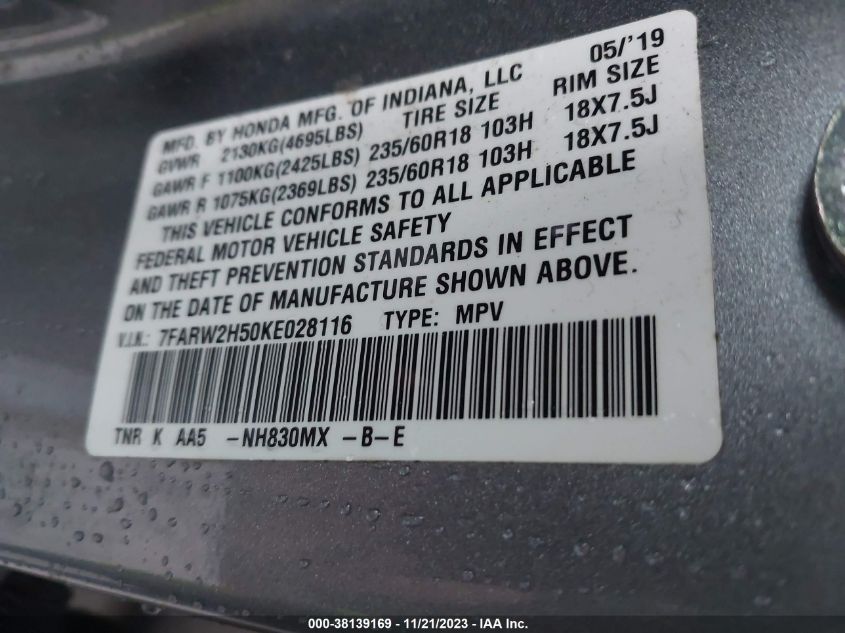 MFD. BY HONDA MFG. OF INDIANA, LLC 05/'19
GVWR 2130KG(4695LBS) TIRE SIZE RIM SIZE
GAWR F 1100KG(2425LBS) 235/60R18 103H 18X7.5J
GAWR R 1075KG(2369LBS) 235/60R18 103H 18X7.5J
THIS VEHICLE CONFORMS TO ALL APPLICABLE
FEDERAL MOTOR VEHICLE SAFETY
AND THEFT PREVENTION STANDARDS IN EFFECT
ON THE DATE OF MANUFACTURE SHOWN ABOVE.
V.I.N.: 7FARW2H50KE028116 TYPE: MPV
TNR K AA5 -NH830MX -B-E
000-38139169 - 11/21/2023 - IAA Inc.